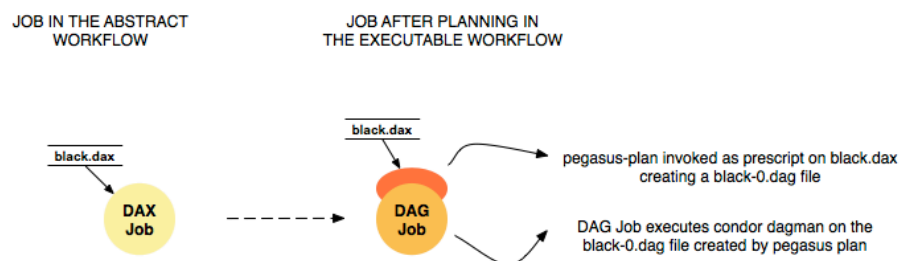 JOB IN THE ABSTRACT
WORKFLOW
JOB AFTER PLANNING IN
THE EXECUTABLE WORKFLOW
black.dax
DAX
Job
black.dax
DAG
Job
pegasus-plan invoked as prescript on black.dax
creating a black-0.dag file
DAG Job executes condor dagman on the
black-0.dag file created by pegasus plan